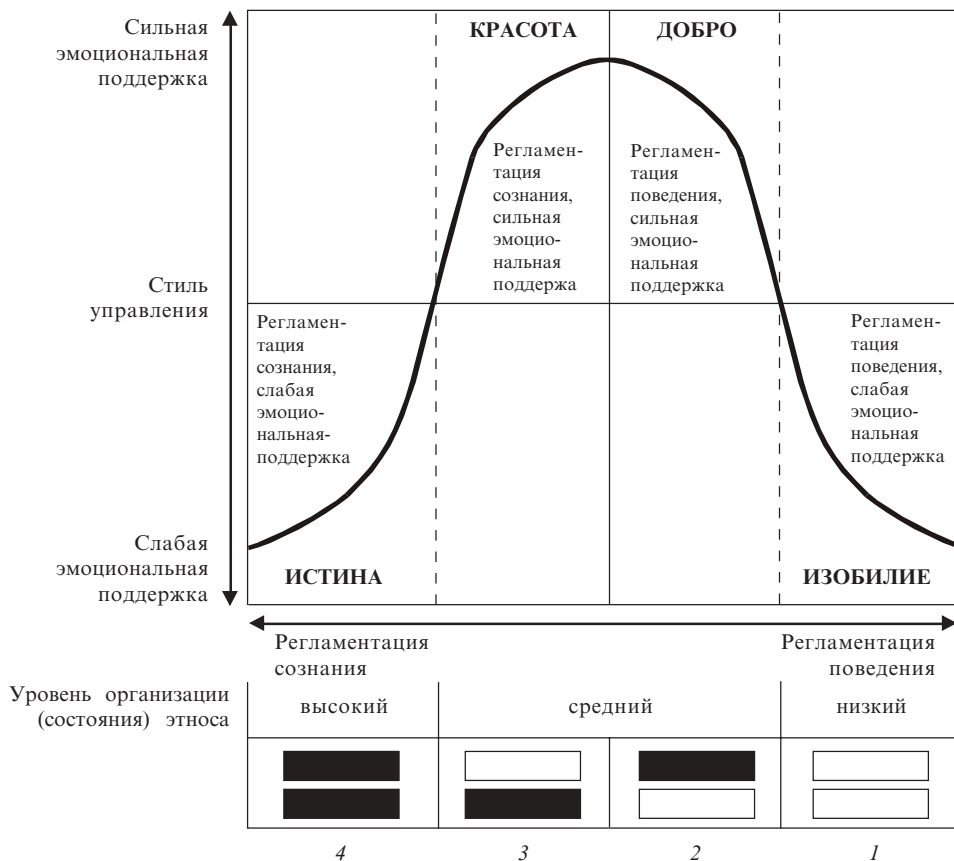 Сильная
эмоциональная
поддержка
КРАСОТА
ДОБРО
Регламен-
тация
сознания,
сильная
эмоцио-
нальная
поддержа
Регламен-
тация
поведения,
сильная
эмоцио-
нальная
поддержка
Стиль
управления
Регламен-
тация
сознания,
слабая
эмоцио-
нальная-
поддержка
Регламен-
тация
поведения,
слабая
эмоцио-
нальная
поддержка
Слабая
эмоциональная
поддержка
ИСТИНА
ИЗОБИЛИЕ
Регламентация
сознания
Регламентация
поведения
Уровень организации
(состояния) этноса
высокий
средний
низкий
4 3 2 1